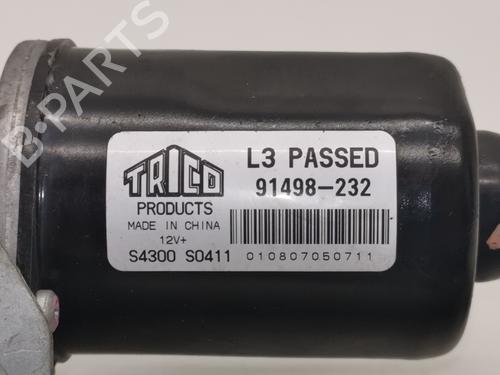 B-PARTS
TRICO
PRODUCTS
MADE IN CHINA
12V+
S4300 S0411
L3 PASSED
91498-232
010807050711